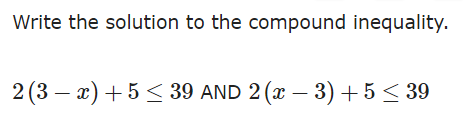 Write the solution to the compound inequality.
2(3 − x) + 5 ≤ 39 AND 2(x − 3) + 5 ≤ 39